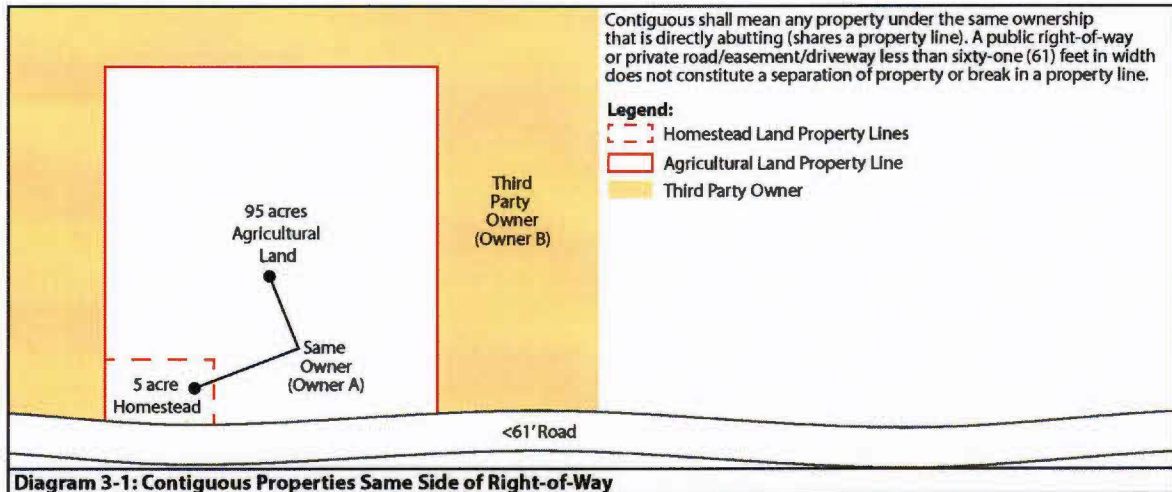 Contiguous shall mean any property under the same ownership
that is directly abutting (shares a property line). A public right-of-way
or private road/easement/driveway less than sixty-one (61) feet in width
does not constitute a separation of property or break in a property line.
Legend:
Homestead Land Property Lines
Agricultural Land Property Line
Third Party Owner
Third
Party
Owner
(Owner B)
95 acres
Agricultural
Land
Same
Owner
(Owner A)
5 acre
Homestead
<61' Road
Diagram 3-1: Contiguous Properties Same Side of Right-of-Way